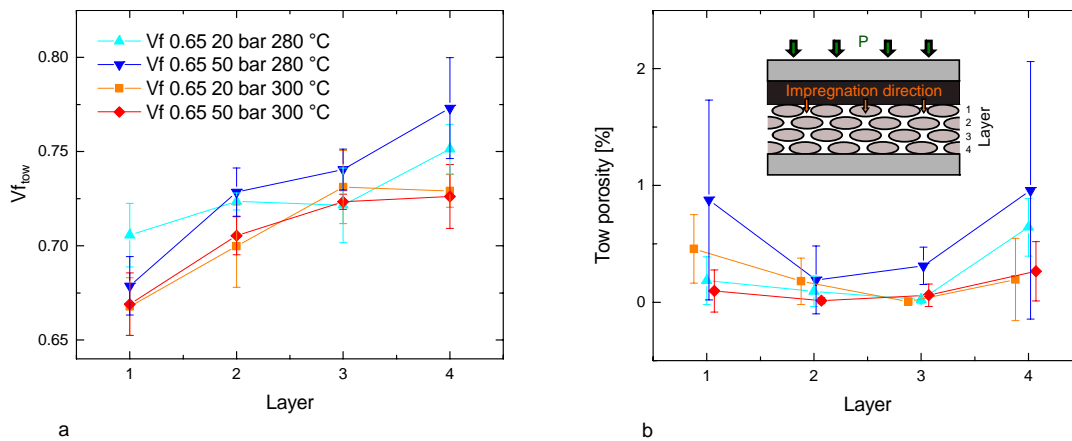 0.80
0.75
0.70
0.65
Vf_tow
Vf 0.65 20 bar 280 °C
Vf 0.65 50 bar 280 °C
Vf 0.65 20 bar 300 °C
Vf 0.65 50 bar 300 °C
1 2 3 4
Layer
a
2
1
0
Tow porosity [%]
P
Impregnation direction
1
2
3
4
Layer
1 2 3 4
Layer
b